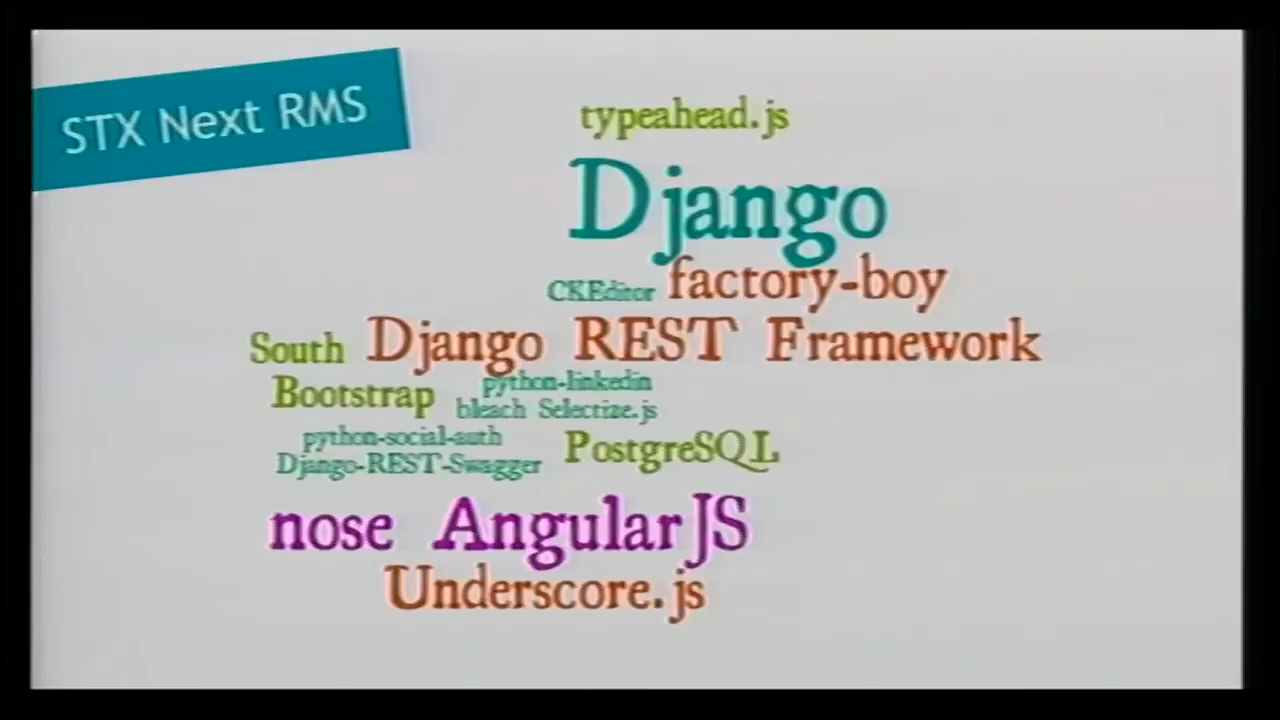 STX Next RMS
typeahead.js
Django
CKEditor factory-boy
South Django REST Framework
Bootstrap python-linkedin
bleach Selectize.js
python-social-auth PostgreSQL
Django-REST-Swagger
nose AngularJS
Underscore.js